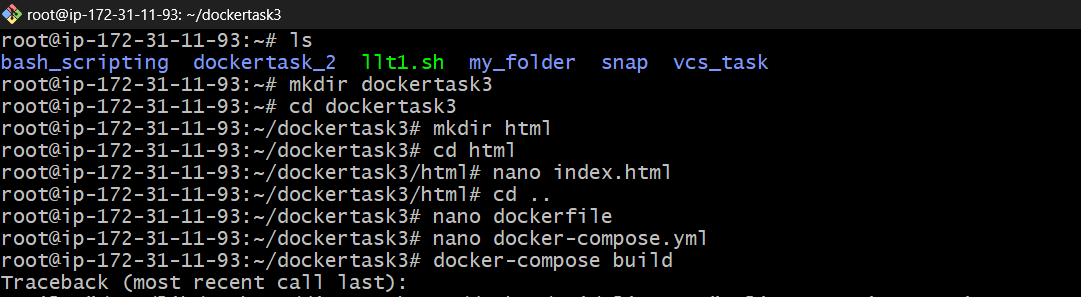 root@ip-172-31-11-93: ~/dockertask3
root@ip-172-31-11-93:~# ls
bash_scripting dockertask_2 llt1.sh my_folder snap vcs_task
root@ip-172-31-11-93:~# mkdir dockertask3
root@ip-172-31-11-93:~# cd dockertask3
root@ip-172-31-11-93:~/dockertask3# mkdir html
root@ip-172-31-11-93:~/dockertask3# cd html
root@ip-172-31-11-93:~/dockertask3/html# nano index.html
root@ip-172-31-11-93:~/dockertask3/html# cd ..
root@ip-172-31-11-93:~/dockertask3# nano dockerfile
root@ip-172-31-11-93:~/dockertask3# nano docker-compose.yml
root@ip-172-31-11-93:~/dockertask3# docker-compose build
Traceback (most recent call last):